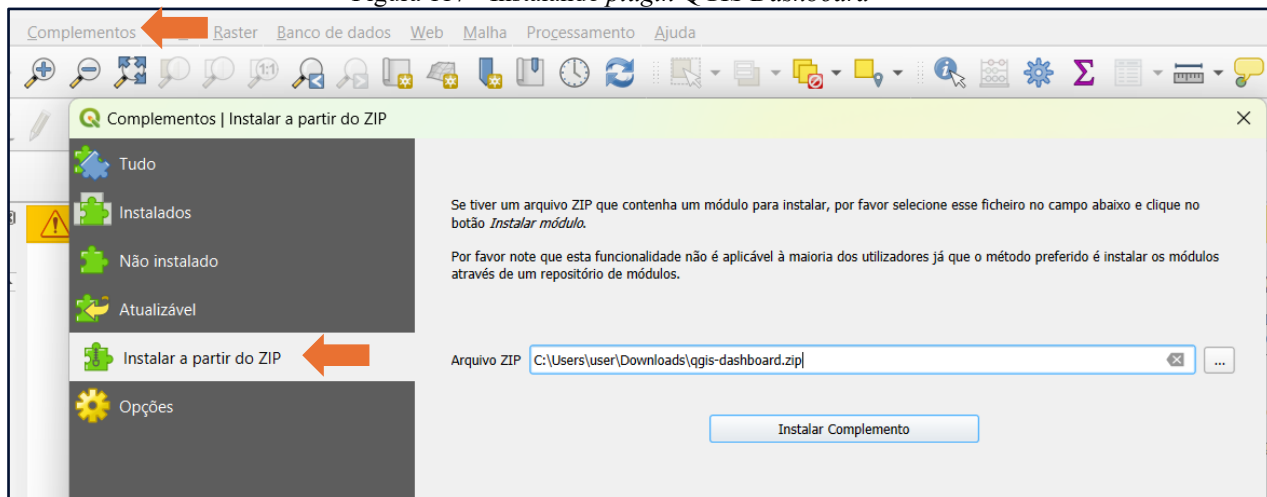 Complementos Raster Banco de dados Web Malha Processamento Ajuda
1:1
Complementos | Instalar a partir do ZIP
Tudo
Instalados
Não instalado
Atualizável
Instalar a partir do ZIP
Opções
Se tiver um arquivo ZIP que contenha um módulo para instalar, por favor selecione esse ficheiro no campo abaixo e clique no
botão Instalar módulo.
Por favor note que esta funcionalidade não é aplicável à maioria dos utilizadores já que o método preferido é instalar os módulos
através de um repositório de módulos.
Arquivo ZIP C:\Users\user\Downloads\qgis-dashboard.zip ...
Instalar Complemento